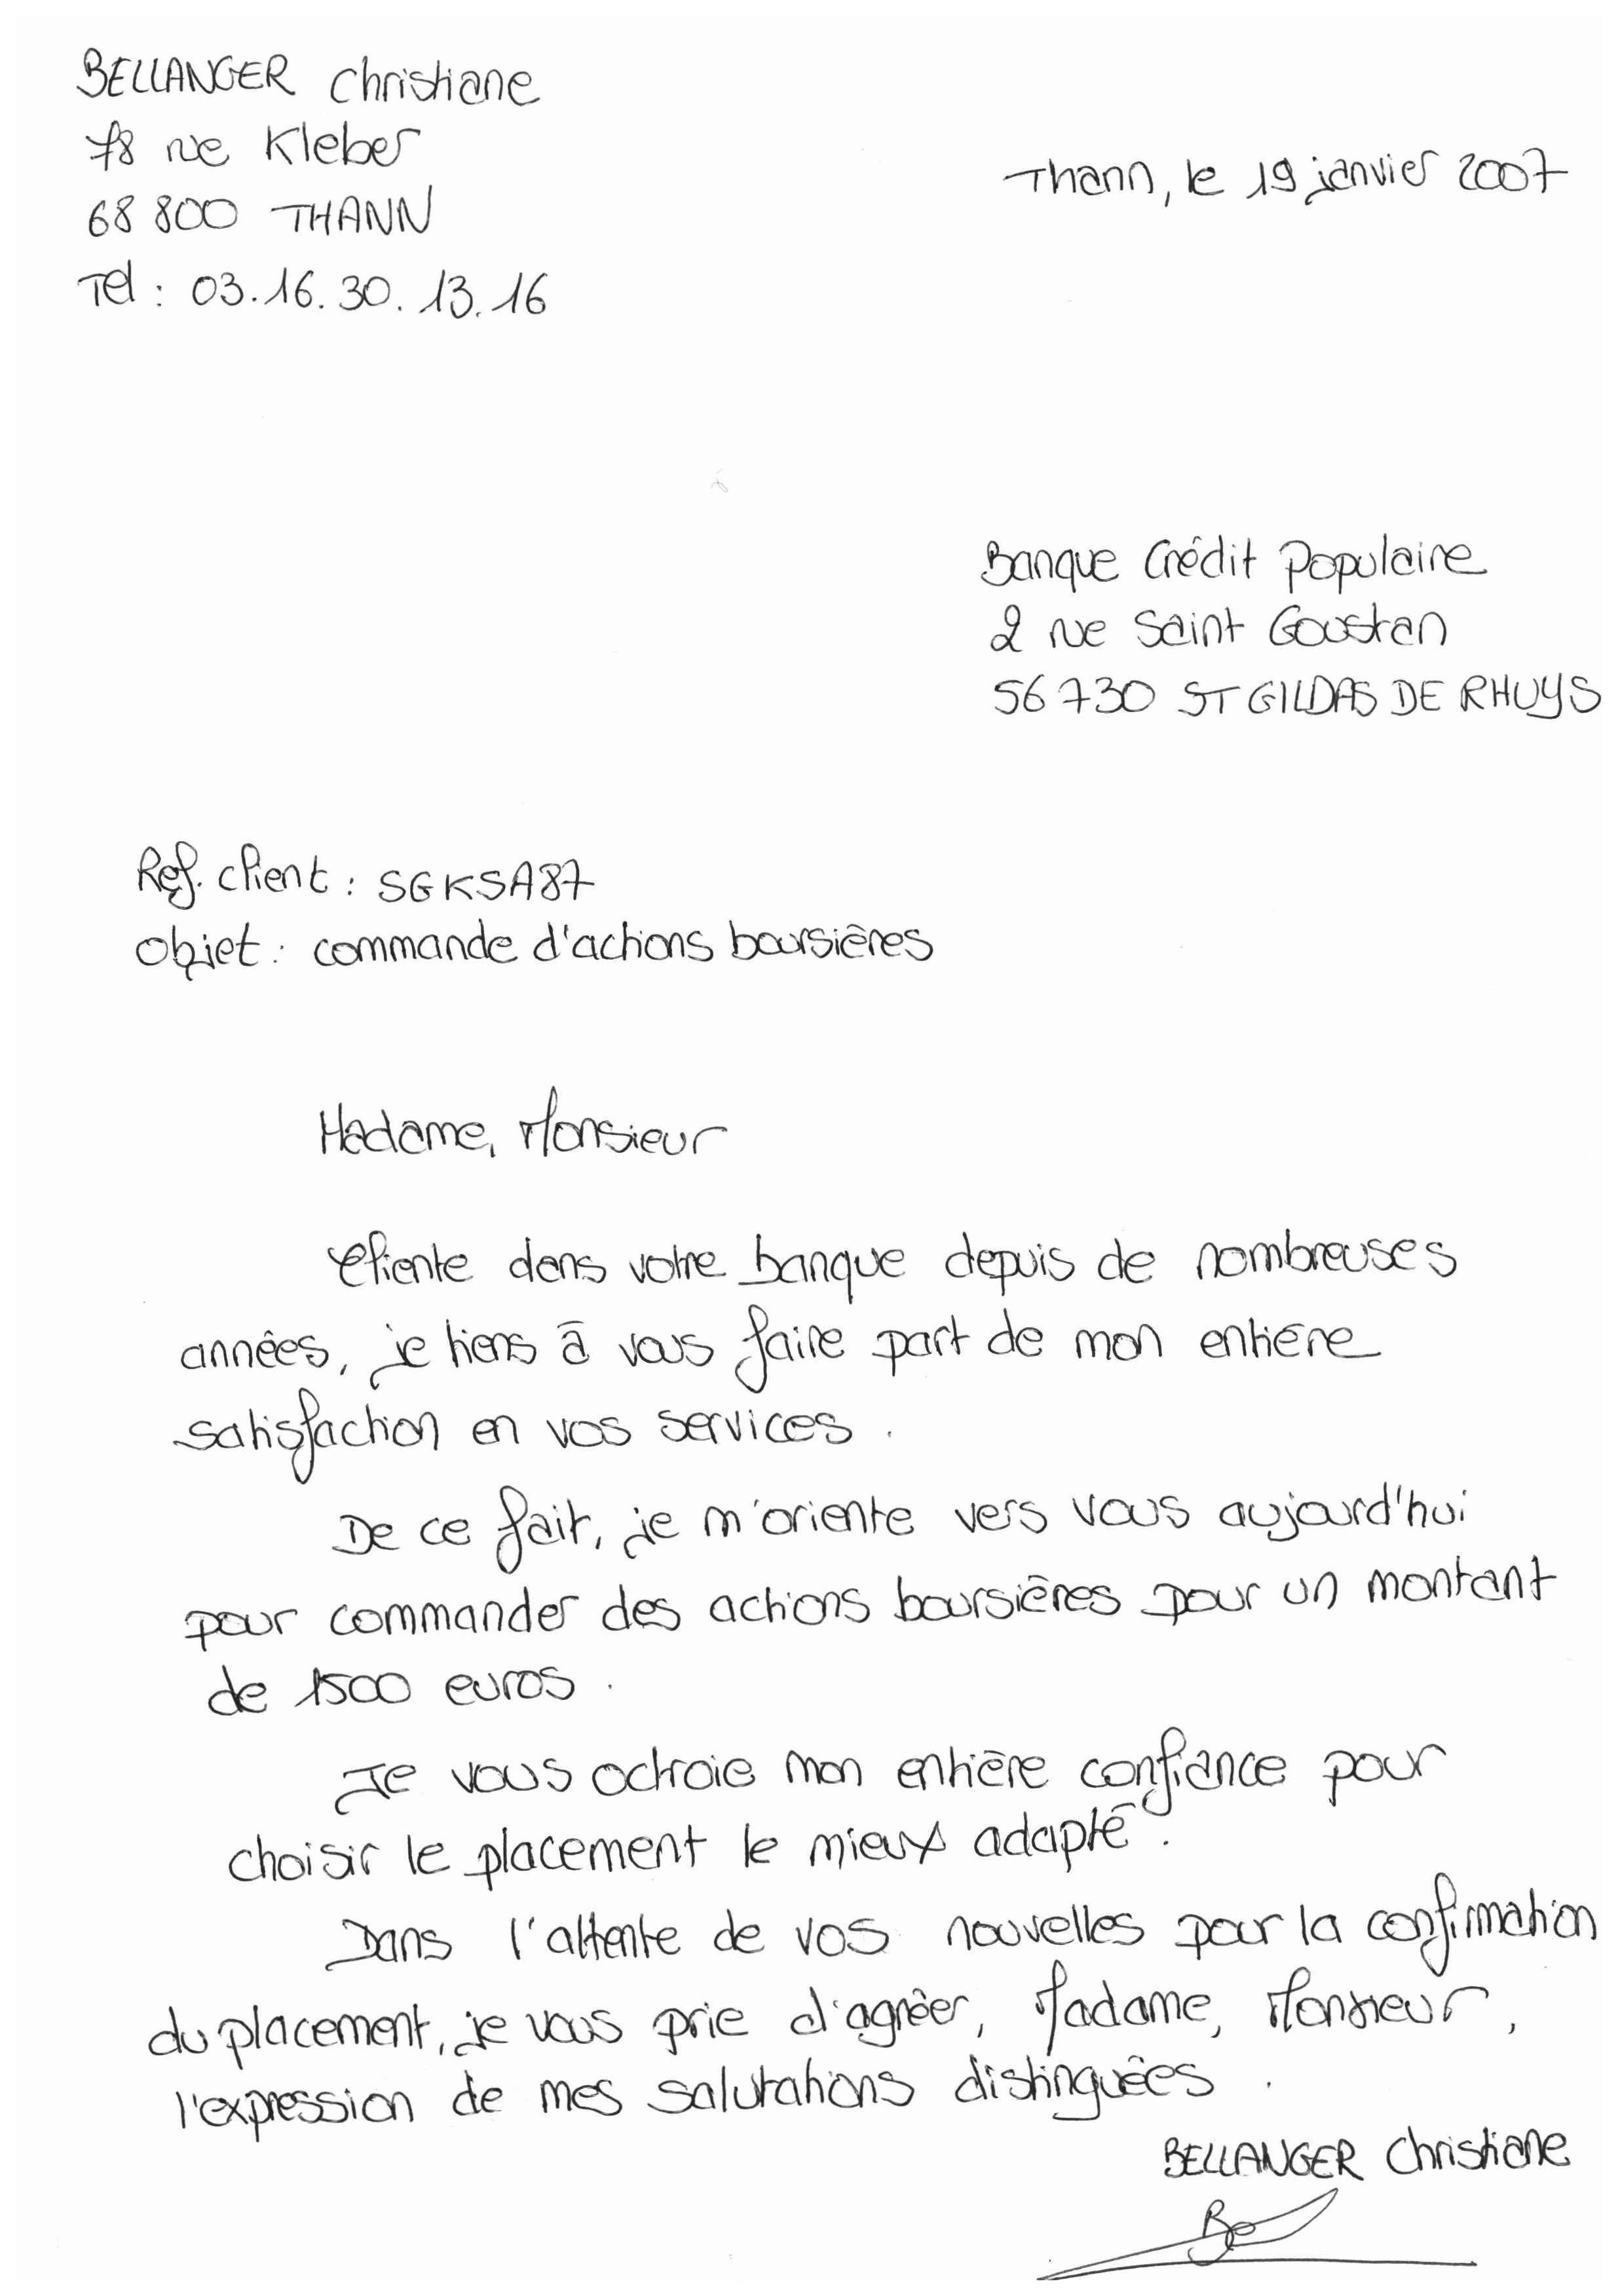 BELLANGER Christiane
78 rue Kleber
68 800 THANN
Tel : 03.16.30.13.16
Thann, le 19 janvier 2007
Banque Crédit Populaire
2 rue Saint Goustan
56 730 ST GILDAS DE RHUYS
Ref. client : SGKSA87
Objet : commande d'actions boursières
Madame, Monsieur
Cliente dans votre banque depuis de nombreuses
années, je tiens à vous faire part de mon entière
satisfaction en vos services .
De ce fait, je m'oriente vers vous aujourd'hui
pour commander des actions boursières pour un montant
de 1500 euros .
Je vous octroie mon entière confiance pour
choisir le placement le mieux adapté .
Dans l'attente de vos nouvelles pour la confirmation
du placement, je vous prie d'agréer, Madame, Monsieur,
l'expression de mes salutations distinguées .
BELLANGER Christiane
Be